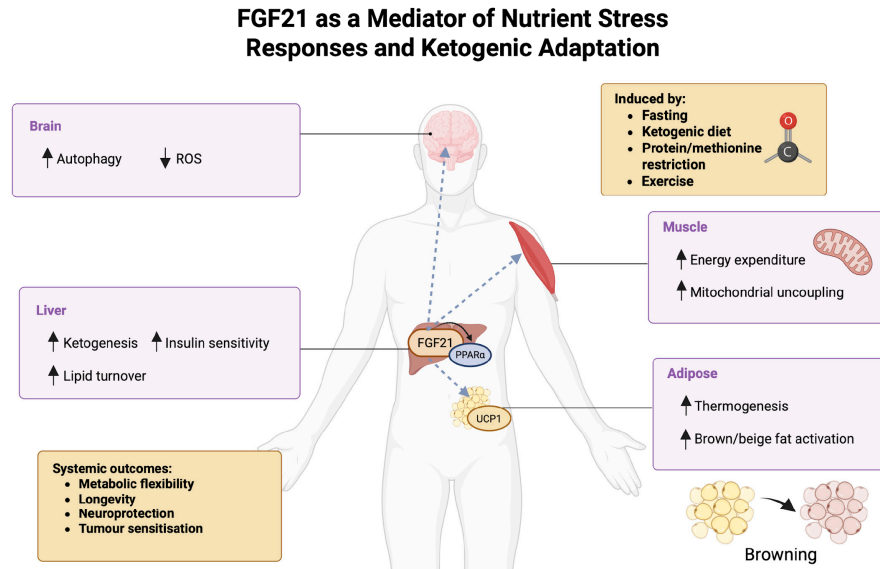 FGF21 as a Mediator of Nutrient Stress
Responses and Ketogenic Adaptation
Brain
Autophagy
ROS
Induced by:
• Fasting
• Ketogenic diet
• Protein/methionine
restriction
• Exercise
O
C
Muscle
Energy expenditure
Mitochondrial uncoupling
Liver
Ketogenesis
Insulin sensitivity
Lipid turnover
FGF21
PPARα
UCP1
Adipose
Thermogenesis
Brown/beige fat activation
Systemic outcomes:
• Metabolic flexibility
• Longevity
• Neuroprotection
• Tumour sensitisation
Browning